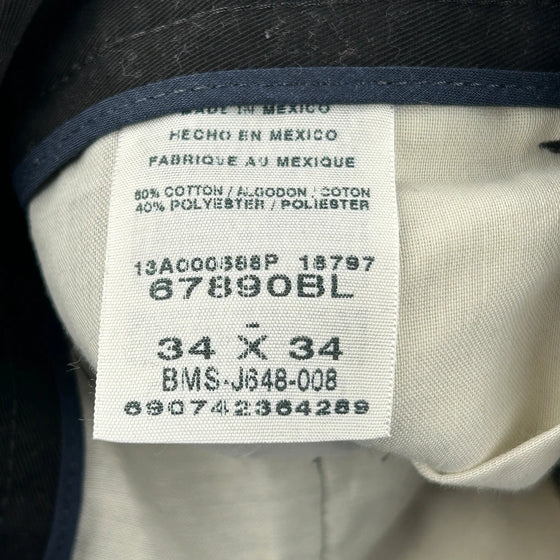 MADE IN MEXICO
HECHO EN MEXICO
FABRIQUE AU MEXIQUE
60% COTTON / ALGODON / COTON
40% POLYESTER / POLIESTER
13A000688P 18797
67890BL
-
34 X 34
BMS-J648-008
690742364289